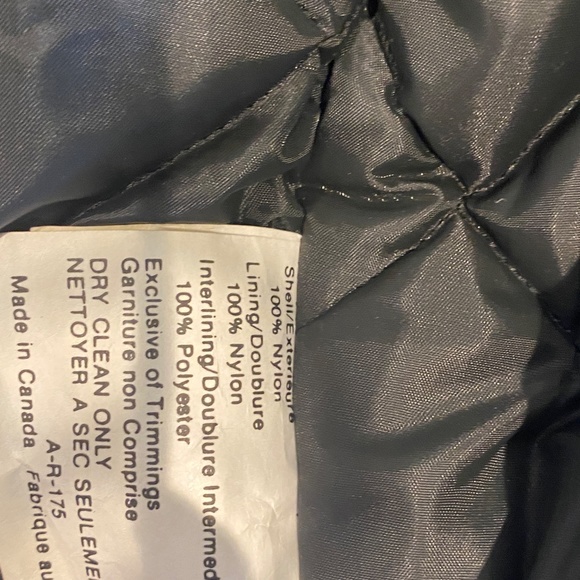 Shell/Exterieure
100% Nylon
Lining/Doublure
100% Nylon
Interlining/Doublure Intermed
100% Polyester
Exclusive of Trimmings
Garniture non Comprise
DRY CLEAN ONLY
NETTOYER A SEC SEULEME
A-R-175
Made in Canada Fabrique au